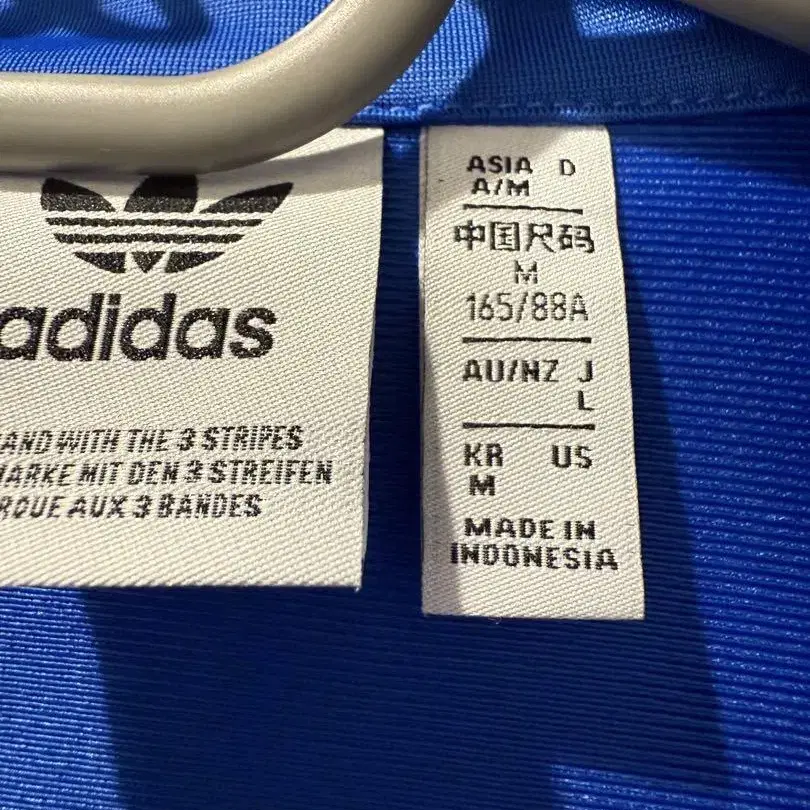 adidas
AND WITH THE 3 STRIPES
MARKE MIT DEN 3 STREIFEN
RQUE AUX 3 BANDES
ASIA D
A/M
中国尺码
M
165/88A
AU/NZ J
L
KR US
M
MADE IN
INDONESIA